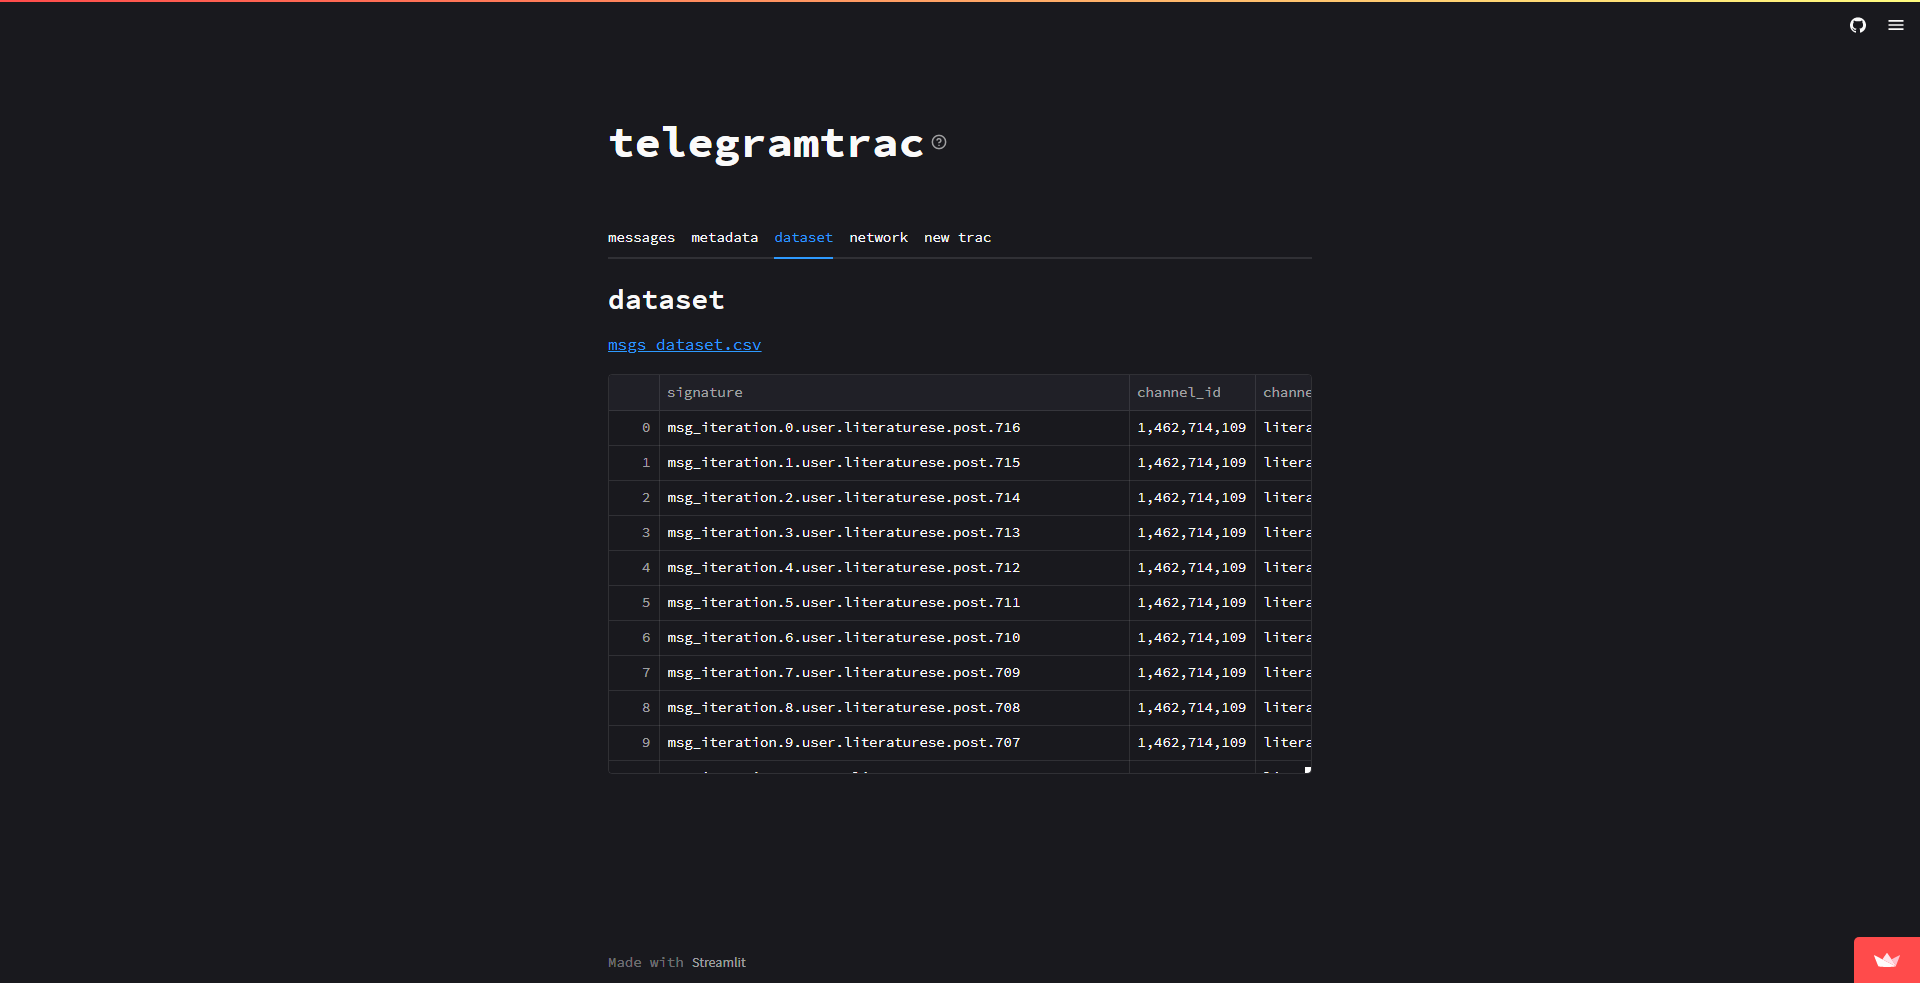 telegramtrac
messages metadata dataset network new trac
dataset
msgs_dataset.csv
signature channel_id channe
0 msg_iteration.0.user.literaturese.post.716 1,462,714,109 litera
1 msg_iteration.1.user.literaturese.post.715 1,462,714,109 litera
2 msg_iteration.2.user.literaturese.post.714 1,462,714,109 litera
3 msg_iteration.3.user.literaturese.post.713 1,462,714,109 litera
4 msg_iteration.4.user.literaturese.post.712 1,462,714,109 litera
5 msg_iteration.5.user.literaturese.post.711 1,462,714,109 litera
6 msg_iteration.6.user.literaturese.post.710 1,462,714,109 litera
7 msg_iteration.7.user.literaturese.post.709 1,462,714,109 litera
8 msg_iteration.8.user.literaturese.post.708 1,462,714,109 litera
9 msg_iteration.9.user.literaturese.post.707 1,462,714,109 litera
Made with Streamlit